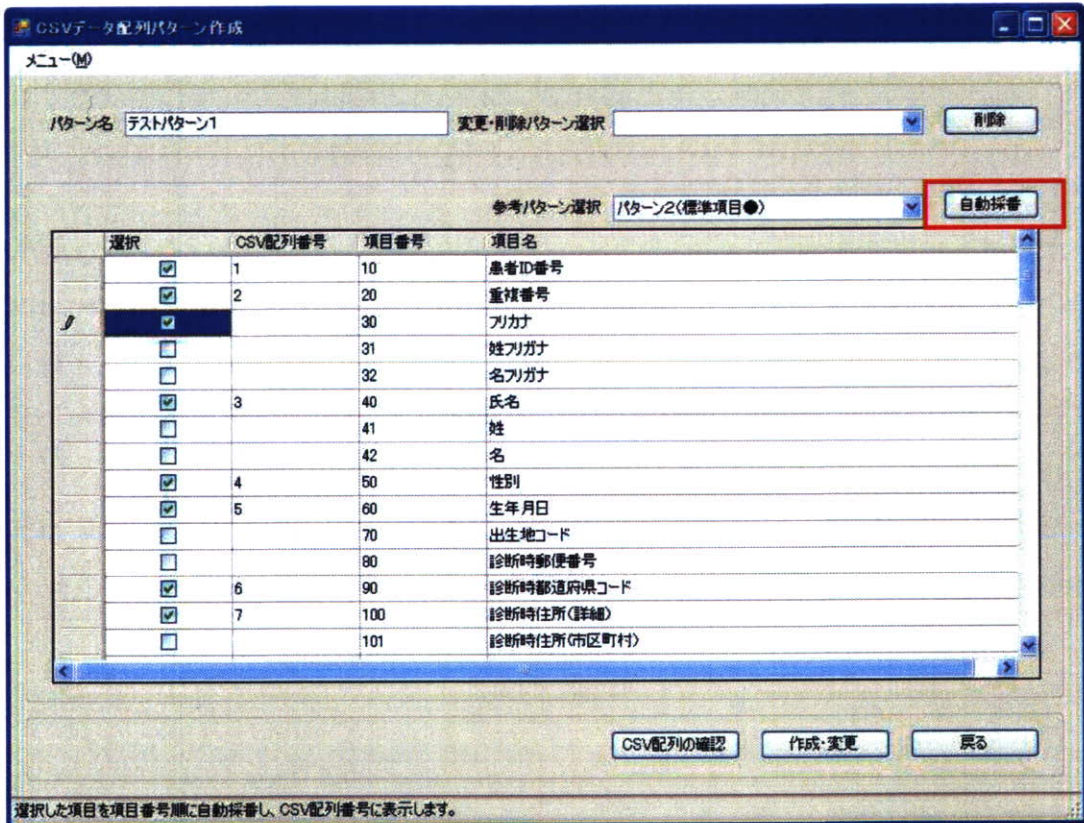 CSVデータ配列パターン作成
メニュー(M)
パターン名 テストパターン1 変更・削除パターン選択 削除
参考パターン選択 パターン2(標準項目●) 自動採番
選択 CSV配列番号 項目番号 項目名
1 10 患者ID番号
2 20 重複番号
30 フリカナ
31 姓フリガナ
32 名フリガナ
3 40 氏名
41 姓
42 名
4 50 性別
5 60 生年月日
70 出生地コード
80 診断時郵便番号
6 90 診断時都道府県コード
7 100 診断時住所(詳細)
101 診断時住所(市区町村)
CSV配列の確認 作成・変更 戻る
選択した項目を項目番号順に自動採番し、CSV配列番号に表示します。